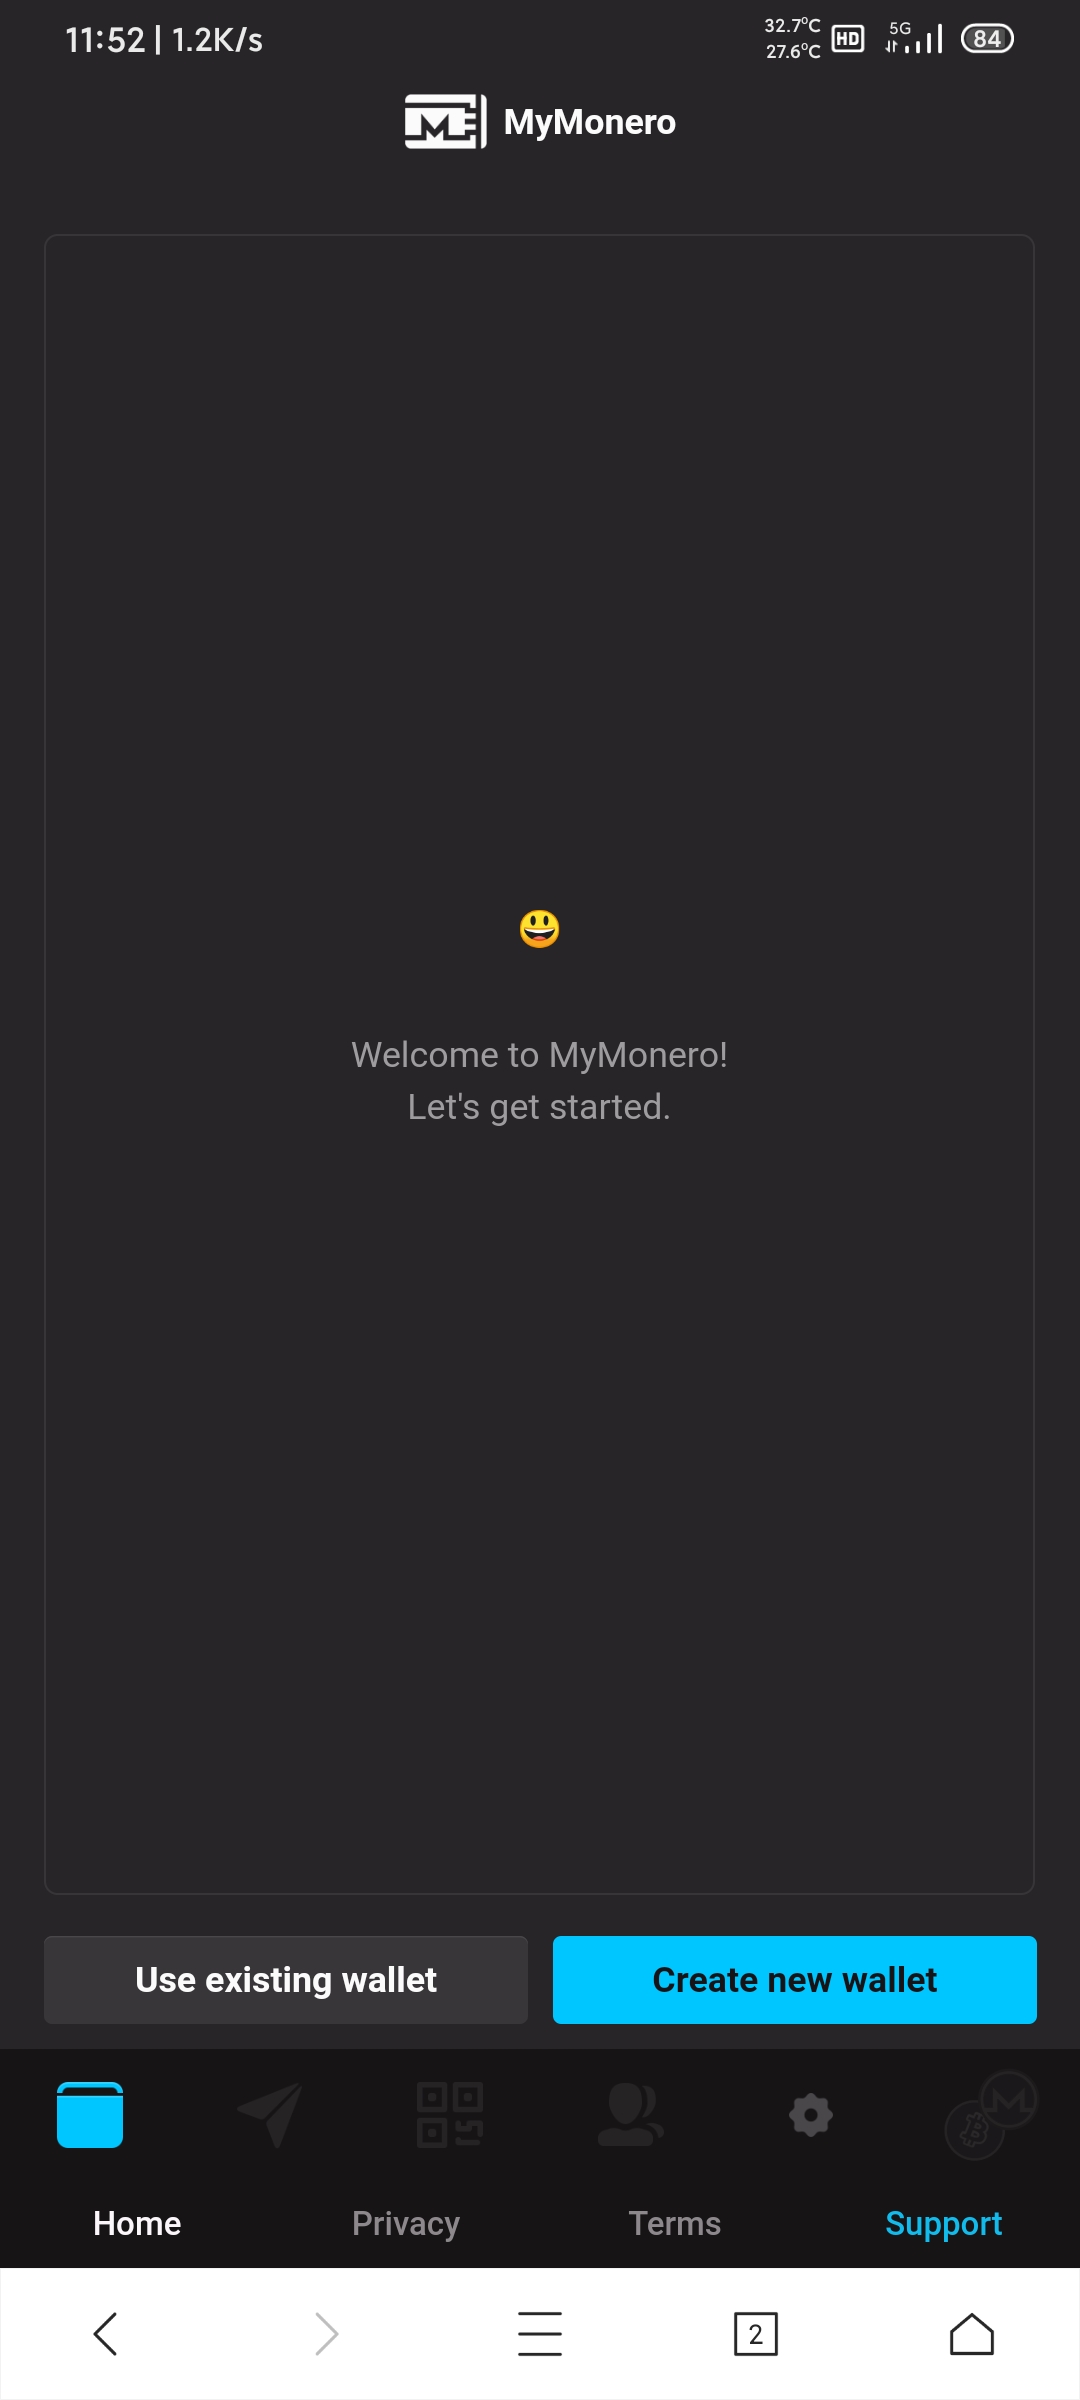 11:52 | 1.2K/s
32.7°C
27.6°C
HD
5G
84
MyMonero
Welcome to MyMonero!
Let's get started.
Use existing wallet
Create new wallet
Home
Privacy
Terms
Support
2